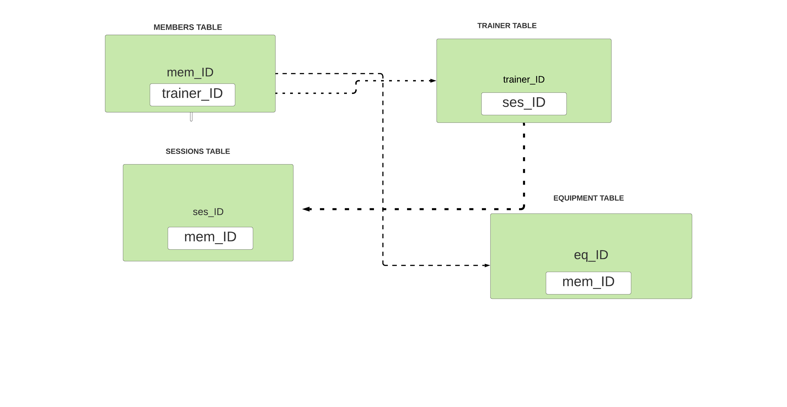 MEMBERS TABLE
mem_ID
trainer_ID
TRAINER TABLE
trainer_ID
ses_ID
SESSIONS TABLE
ses_ID
mem_ID
EQUIPMENT TABLE
eq_ID
mem_ID